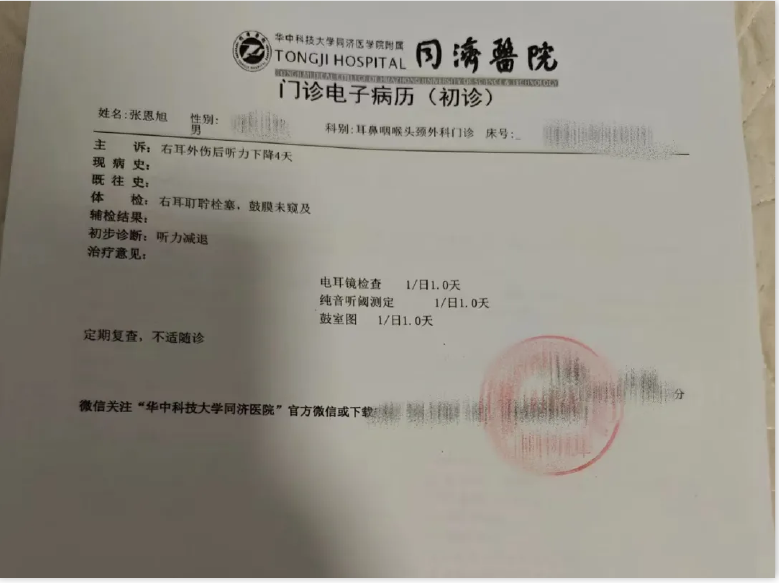 华中科技大学同济医学院附属
TONGJI HOSPITAL
同濟醫院
TONGJI MEDICAL COLLEGE OF HUAZHONG UNIVERSITY OF SCIENCE & TECHNOLOGY
门诊电子病历（初诊）
姓名:张恩旭 性别:男 科别:耳鼻咽喉头颈外科门诊 床号:_
主 诉：右耳外伤后听力下降4天
现 病 史：
既 往 史：
体 检：右耳耵聍栓塞、鼓膜未窥及
辅检结果：
初步诊断：听力减退
治疗意见：
电耳镜检查 1/日1.0天
纯音听阈测定 1/日1.0天
鼓室图 1/日1.0天
定期复查，不适随诊
分
微信关注“华中科技大学同济医院”官方微信或下载